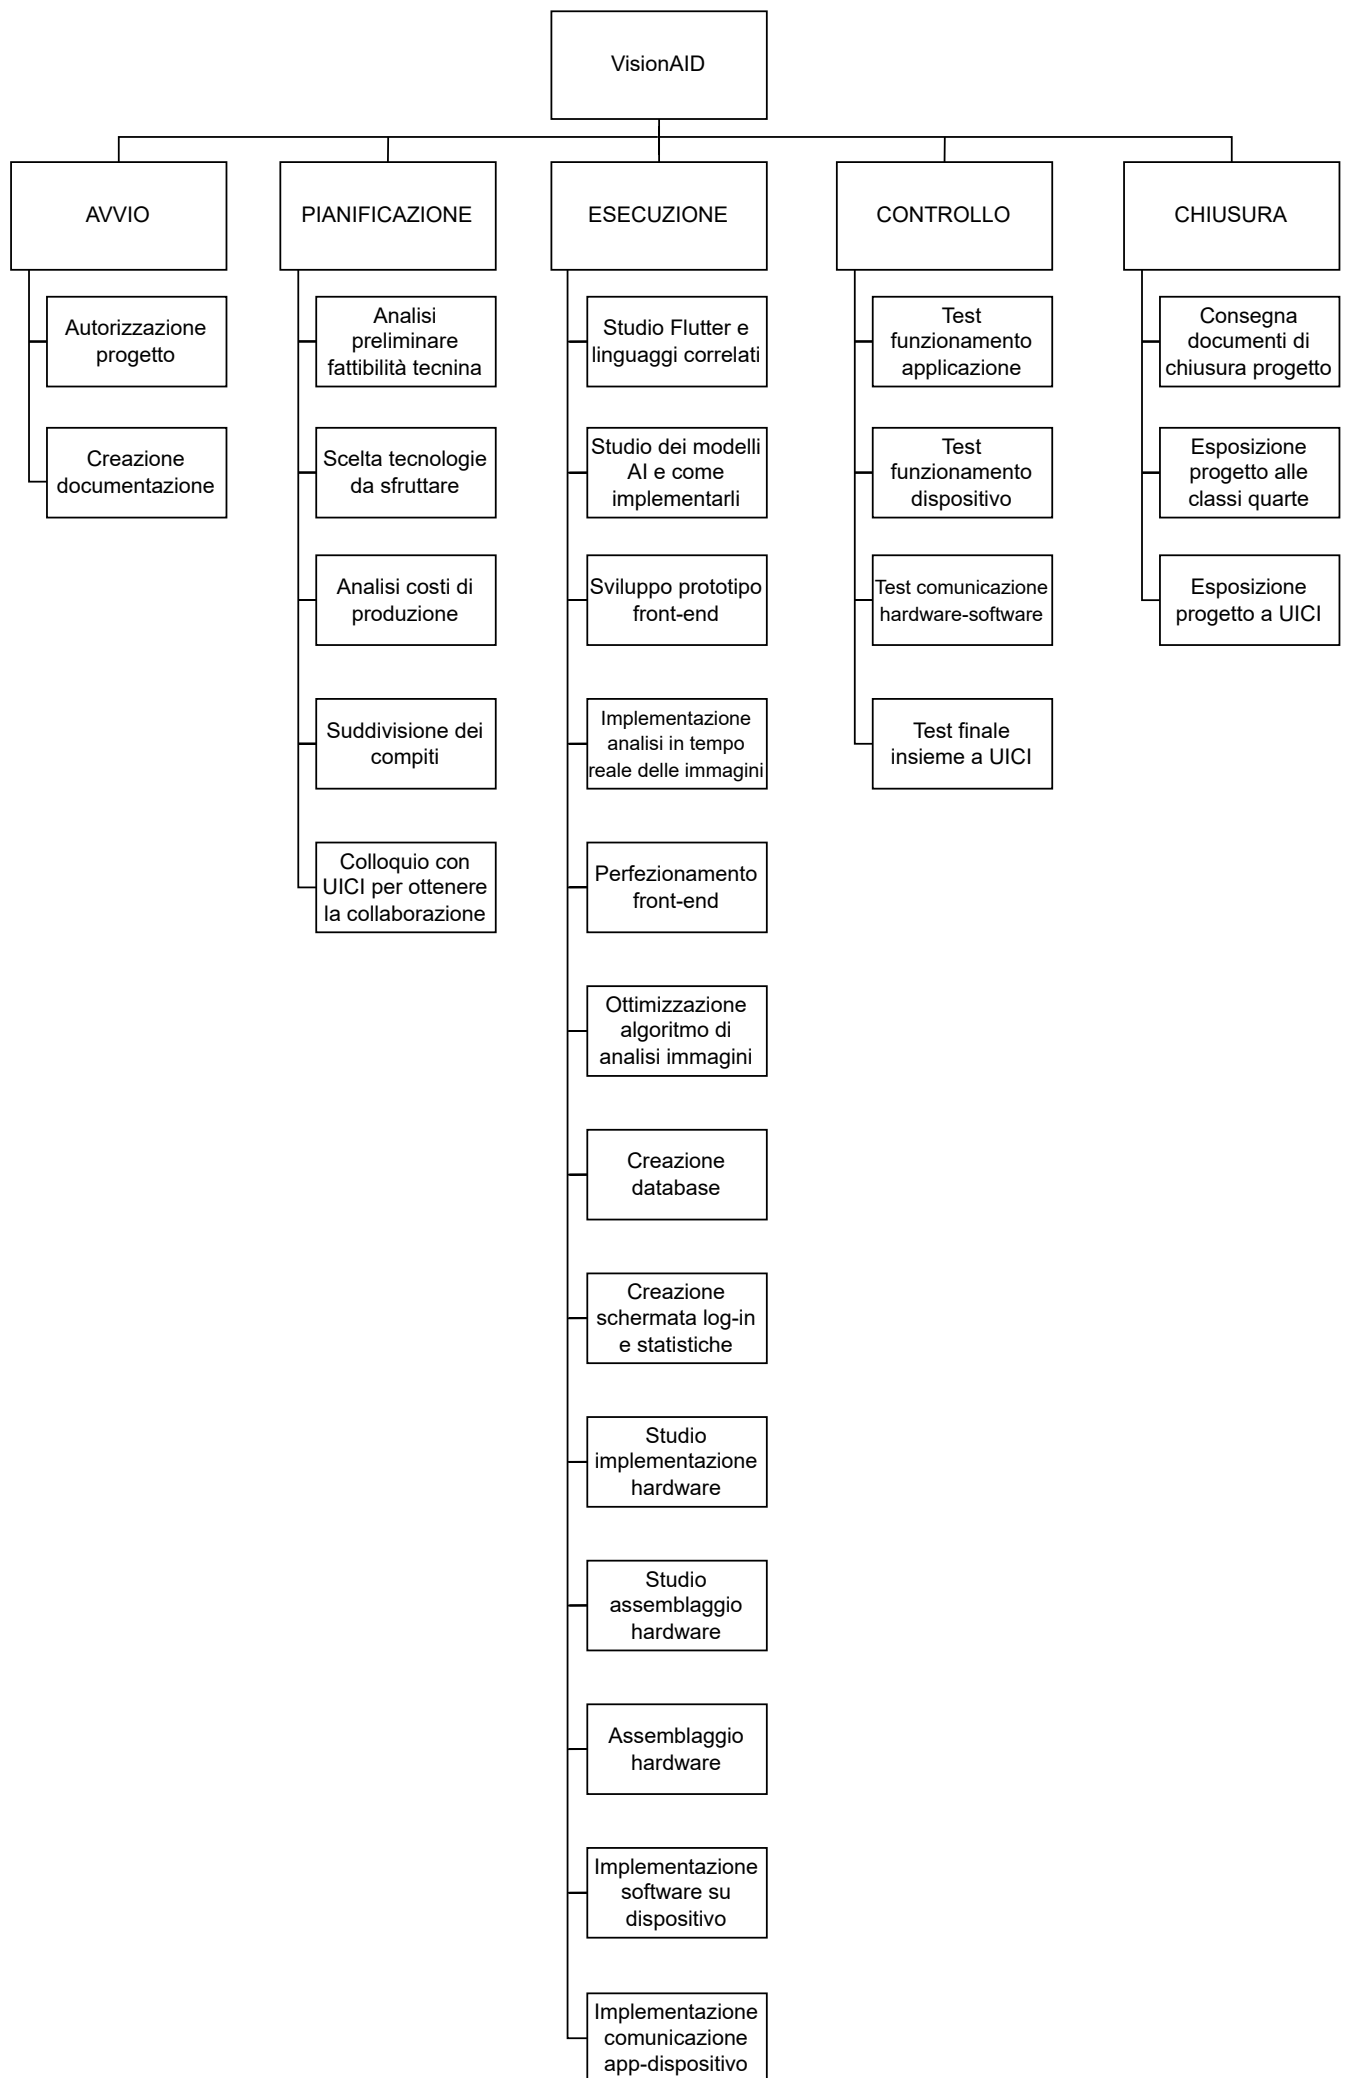 VisionAID
AVVIO
Autorizzazione
progetto
Creazione
documentazione
PIANIFICAZIONE
Analisi
preliminare
fattibilità tecnina
Scelta tecnologie
da sfruttare
Analisi costi di
produzione
Suddivisione dei
compiti
Colloquio con
UICI per ottenere
la collaborazione
ESECUZIONE
Studio Flutter e
linguaggi correlati
Studio dei modelli
AI e come
implementarli
Sviluppo prototipo
front-end
Implementazione
analisi in tempo
reale delle immagini
Perfezionamento
front-end
Ottimizzazione
algoritmo di
analisi immagini
Creazione
database
Creazione
schermata log-in
e statistiche
Studio
implementazione
hardware
Studio
assemblaggio
hardware
Assemblaggio
hardware
Implementazione
software su
dispositivo
Implementazione
comunicazione
app-dispositivo
CONTROLLO
Test
funzionamento
applicazione
Test
funzionamento
dispositivo
Test comunicazione
hardware-software
Test finale
insieme a UICI
CHIUSURA
Consegna
documenti di
chiusura progetto
Esposizione
progetto alle
classi quarte
Esposizione
progetto a UICI